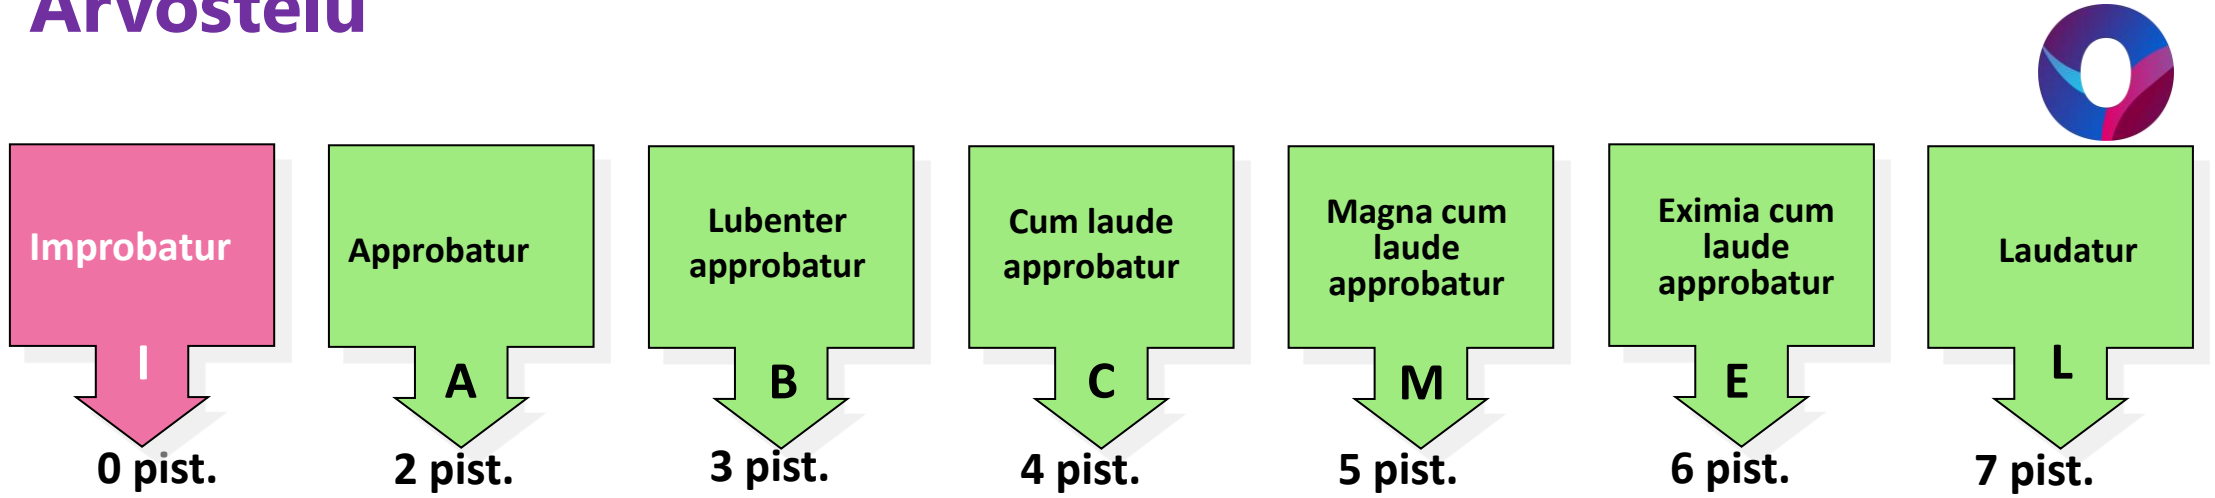 Arvostelu
Improbatur
I
0 pist.
Approbatur
A
2 pist.
Lubenter
approbatur
B
3 pist.
Cum laude
approbatur
C
4 pist.
Magna cum
laude
approbatur
M
5 pist.
Eximia cum
laude
approbatur
E
6 pist.
Laudatur
L
7 pist.